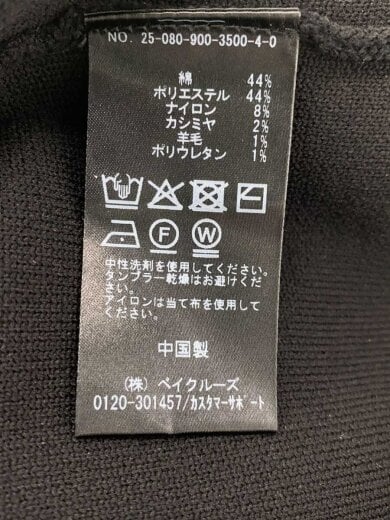 NO. 25-080-900-3500-4-0
綿 44%
ポリエステル 44%
ナイロン 8%
カシミヤ 2%
羊毛 1%
ポリウレタン 1%
F W
中性洗剤を使用してください。
タンブラー乾燥はお避けくだ
さい。
アイロンは当て布を使用して
ください。
中国製
(株) ベイクルーズ
0120-301457/カスタマーサポート